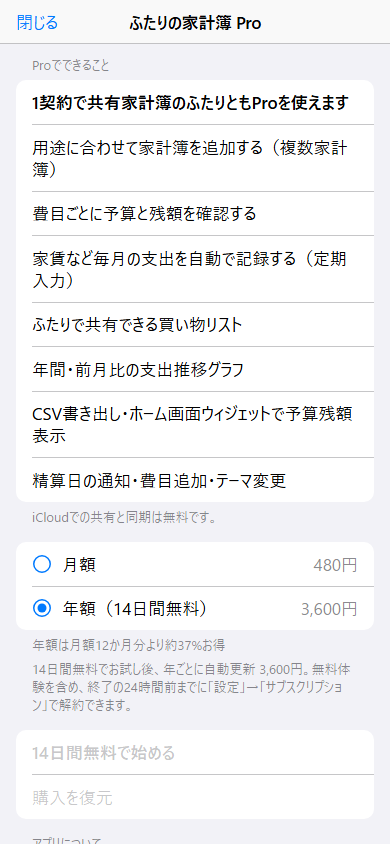 閉じる
ふたりの家計簿 Pro
Proでできること
1契約で共有家計簿のふたりともProを使えます
用途に合わせて家計簿を追加する（複数家計
簿）
費目ごとに予算と残額を確認する
家賃など毎月の支出を自動で記録する（定期
入力）
ふたりで共有できる買い物リスト
年間・前月比の支出推移グラフ
CSV書き出し・ホーム画面ウィジェットで予算残額
表示
精算日の通知・費目追加・テーマ変更
iCloudでの共有と同期は無料です。
月額
480円
年額（14日間無料）
3,600円
年額は月額12か月分より約37%お得
14日間無料でお試し後、年ごとに自動更新 3,600円。無料体
験を含め、終了の24時間前までに「設定」→「サブスクリプショ
ン」で解約できます。
14日間無料で始める
購入を復元
アプリについて